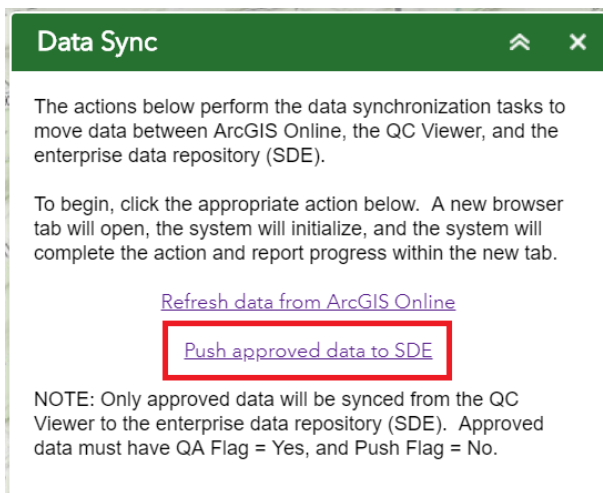 Data Sync
The actions below perform the data synchronization tasks to
move data between ArcGIS Online, the QC Viewer, and the
enterprise data repository (SDE).
To begin, click the appropriate action below.  A new browser
tab will open, the system will initialize, and the system will
complete the action and report progress within the new tab.
Refresh data from ArcGIS Online
Push approved data to SDE
NOTE: Only approved data will be synced from the QC
Viewer to the enterprise data repository (SDE).  Approved
data must have QA Flag = Yes, and Push Flag = No.